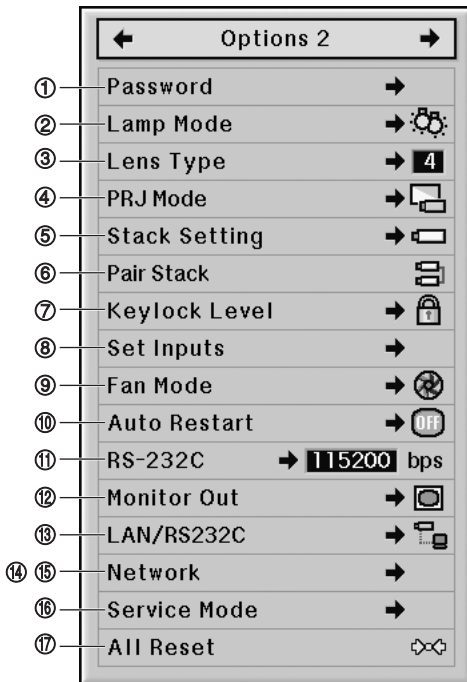 Options 2
① Password
② Lamp Mode
③ Lens Type 4
④ PRJ Mode
⑤ Stack Setting
⑥ Pair Stack
⑦ Keylock Level
⑧ Set Inputs
⑨ Fan Mode
⑩ Auto Restart OFF
⑪ RS-232C 115200 bps
⑫ Monitor Out
⑬ LAN/RS232C
⑭ ⑮ Network
⑯ Service Mode
⑰ All Reset